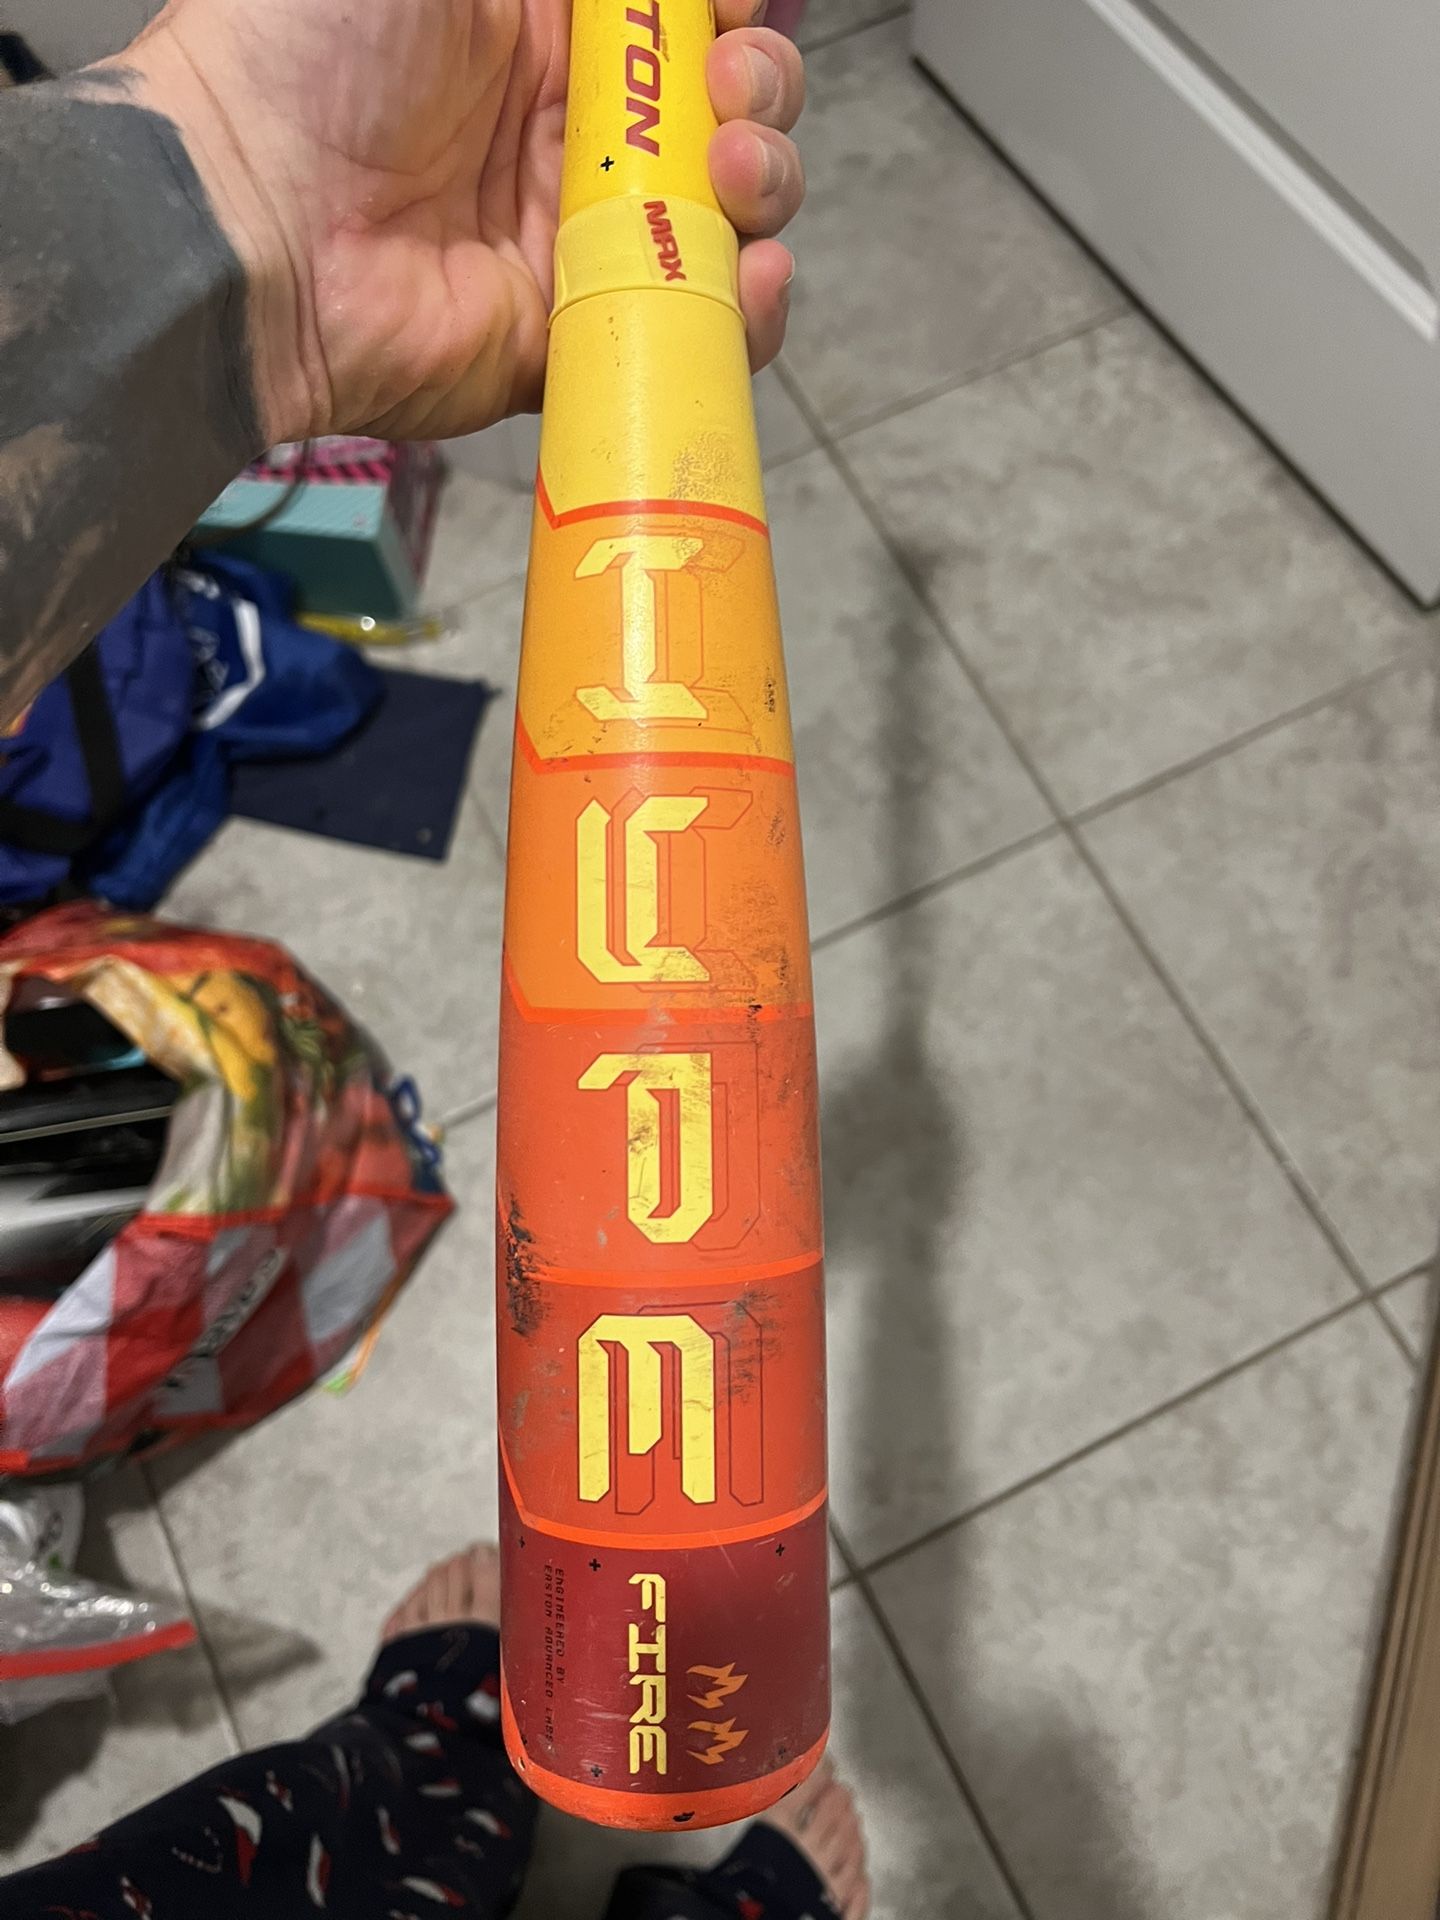 TON
MAX
HYPE
FIRE
ENGINEERED BY
EASTON ADVANCED LABS